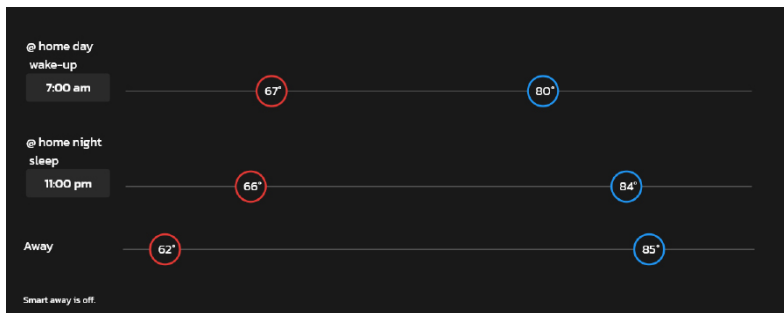 @ home day
wake-up
7:00 am
67°
80°
@ home night
sleep
11:00 pm
66°
84°
Away
62°
85°
Smart away is off.